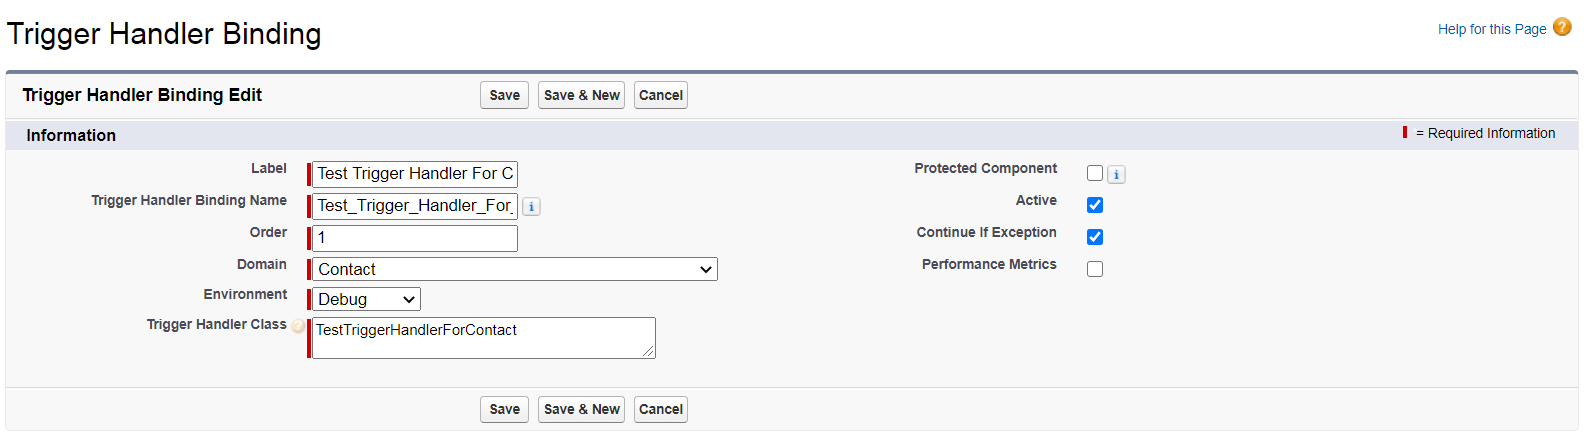 Trigger Handler Binding
Help for this Page ?
Trigger Handler Binding Edit
Save
Save & New
Cancel
Information
= Required Information
Label
Test Trigger Handler For C
Protected Component
i
Trigger Handler Binding Name
Test_Trigger_Handler_For_
i
Active
Order
1
Continue If Exception
Domain
Contact
Performance Metrics
Environment
Debug
Trigger Handler Class
?
TestTriggerHandlerForContact
Save
Save & New
Cancel